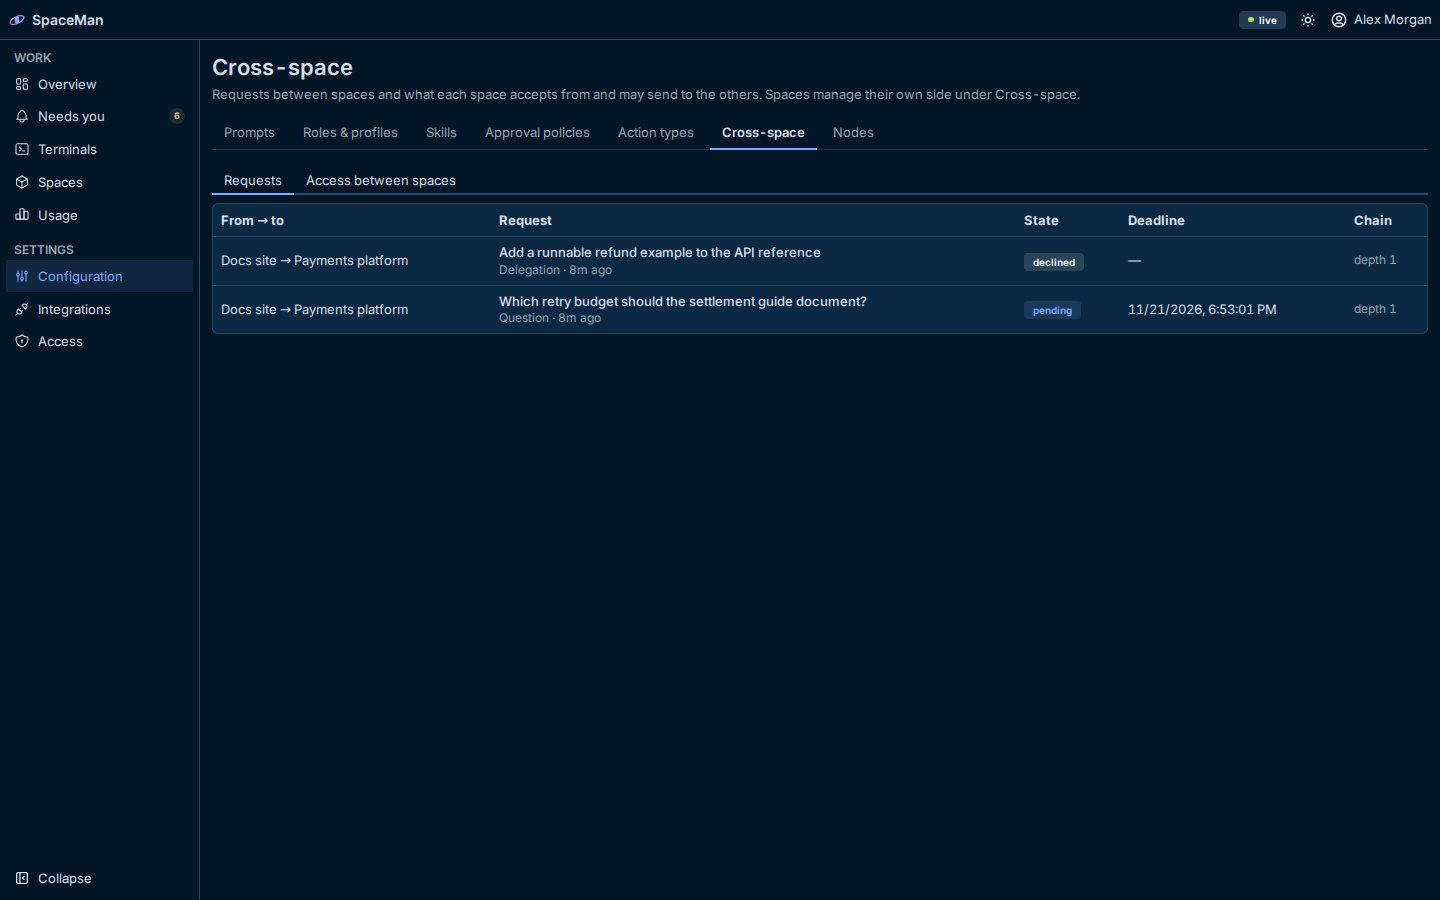 SpaceMan
live
Alex Morgan
WORK
Overview
Needs you
6
Terminals
Spaces
Usage
SETTINGS
Configuration
Integrations
Access
Collapse
Cross-space
Requests between spaces and what each space accepts from and may send to the others. Spaces manage their own side under Cross-space.
Prompts Roles & profiles Skills Approval policies Action types Cross-space Nodes
Requests Access between spaces
From → to Request State Deadline Chain
Docs site → Payments platform Add a runnable refund example to the API reference declined — depth 1
Delegation · 8m ago
Docs site → Payments platform Which retry budget should the settlement guide document? pending 11/21/2026, 6:53:01 PM depth 1
Question · 8m ago